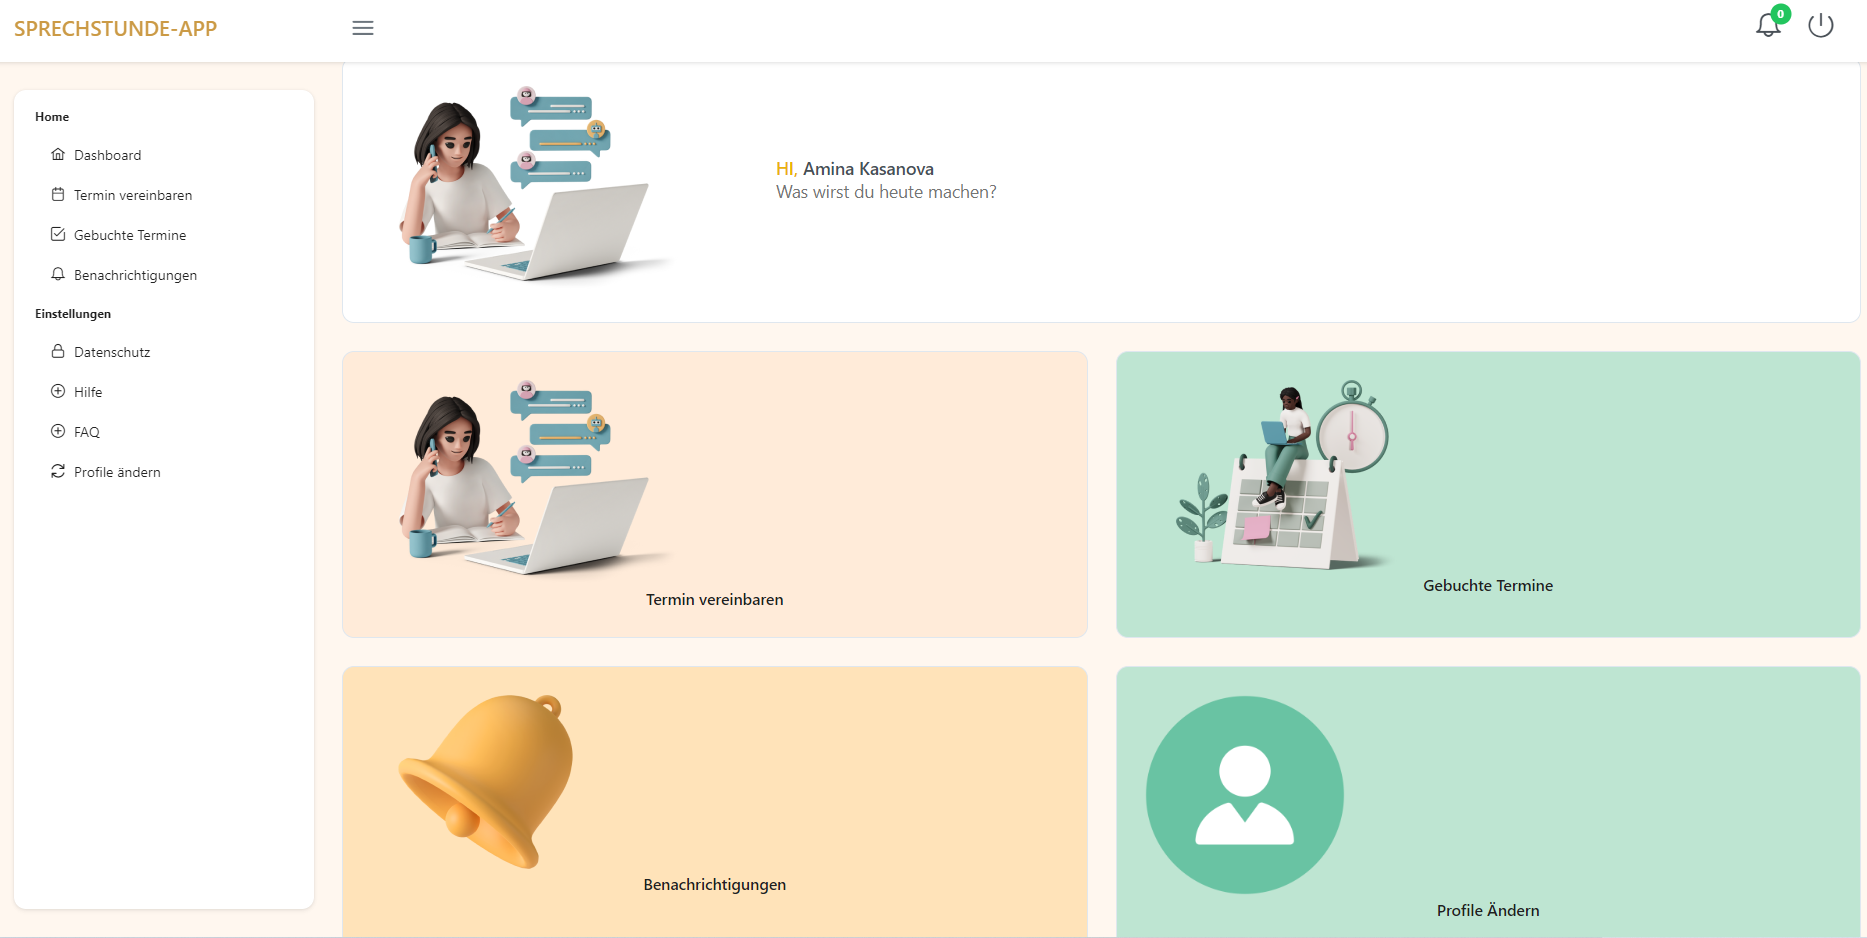 SPRECHSTUNDE-APP
0
Home
Dashboard
Termin vereinbaren
Gebuchte Termine
Benachrichtigungen
Einstellungen
Datenschutz
Hilfe
FAQ
Profile ändern
HI, Amina Kasanova
Was wirst du heute machen?
Termin vereinbaren
Gebuchte Termine
Benachrichtigungen
Profile Ändern